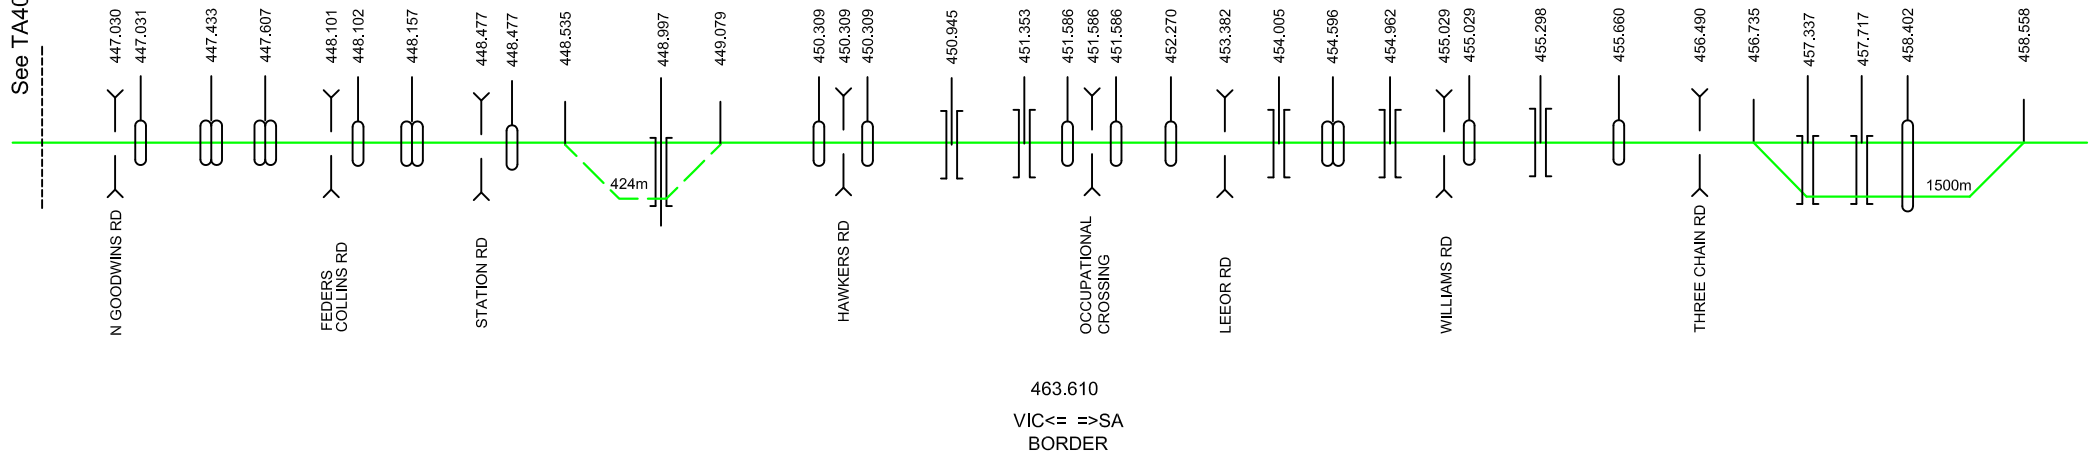 See TA40
447.030
447.031
447.433
447.607
448.101
448.102
448.157
448.477
448.477
448.535
448.997
449.079
450.309
450.309
450.309
450.945
451.353
451.586
451.586
451.586
452.270
453.382
454.005
454.596
454.962
455.029
455.029
455.298
455.660
456.490
456.735
457.337
457.717
458.402
458.558
424m
1500m
N GOODWINS RD
FEDERS
COLLINS RD
STATION RD
HAWKERS RD
OCCUPATIONAL
CROSSING
LEEOR RD
WILLIAMS RD
THREE CHAIN RD
463.610
VIC<= =>SA
BORDER